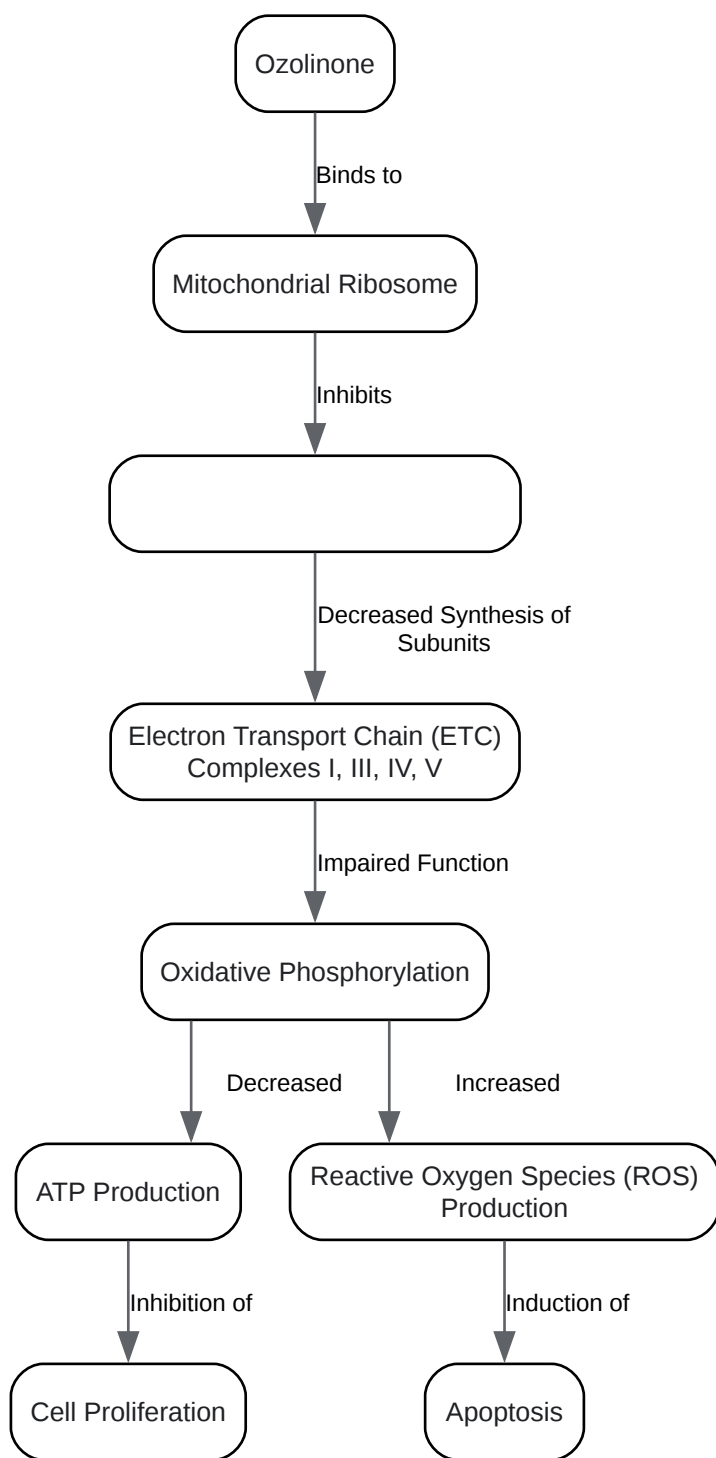 Ozolinone
Binds to
Mitochondrial Ribosome
Inhibits
Decreased Synthesis of
Subunits
Electron Transport Chain (ETC)
Complexes I, III, IV, V
Impaired Function
Oxidative Phosphorylation
Decreased
Increased
ATP Production
Reactive Oxygen Species (ROS)
Production
Inhibition of
Induction of
Cell Proliferation
Apoptosis